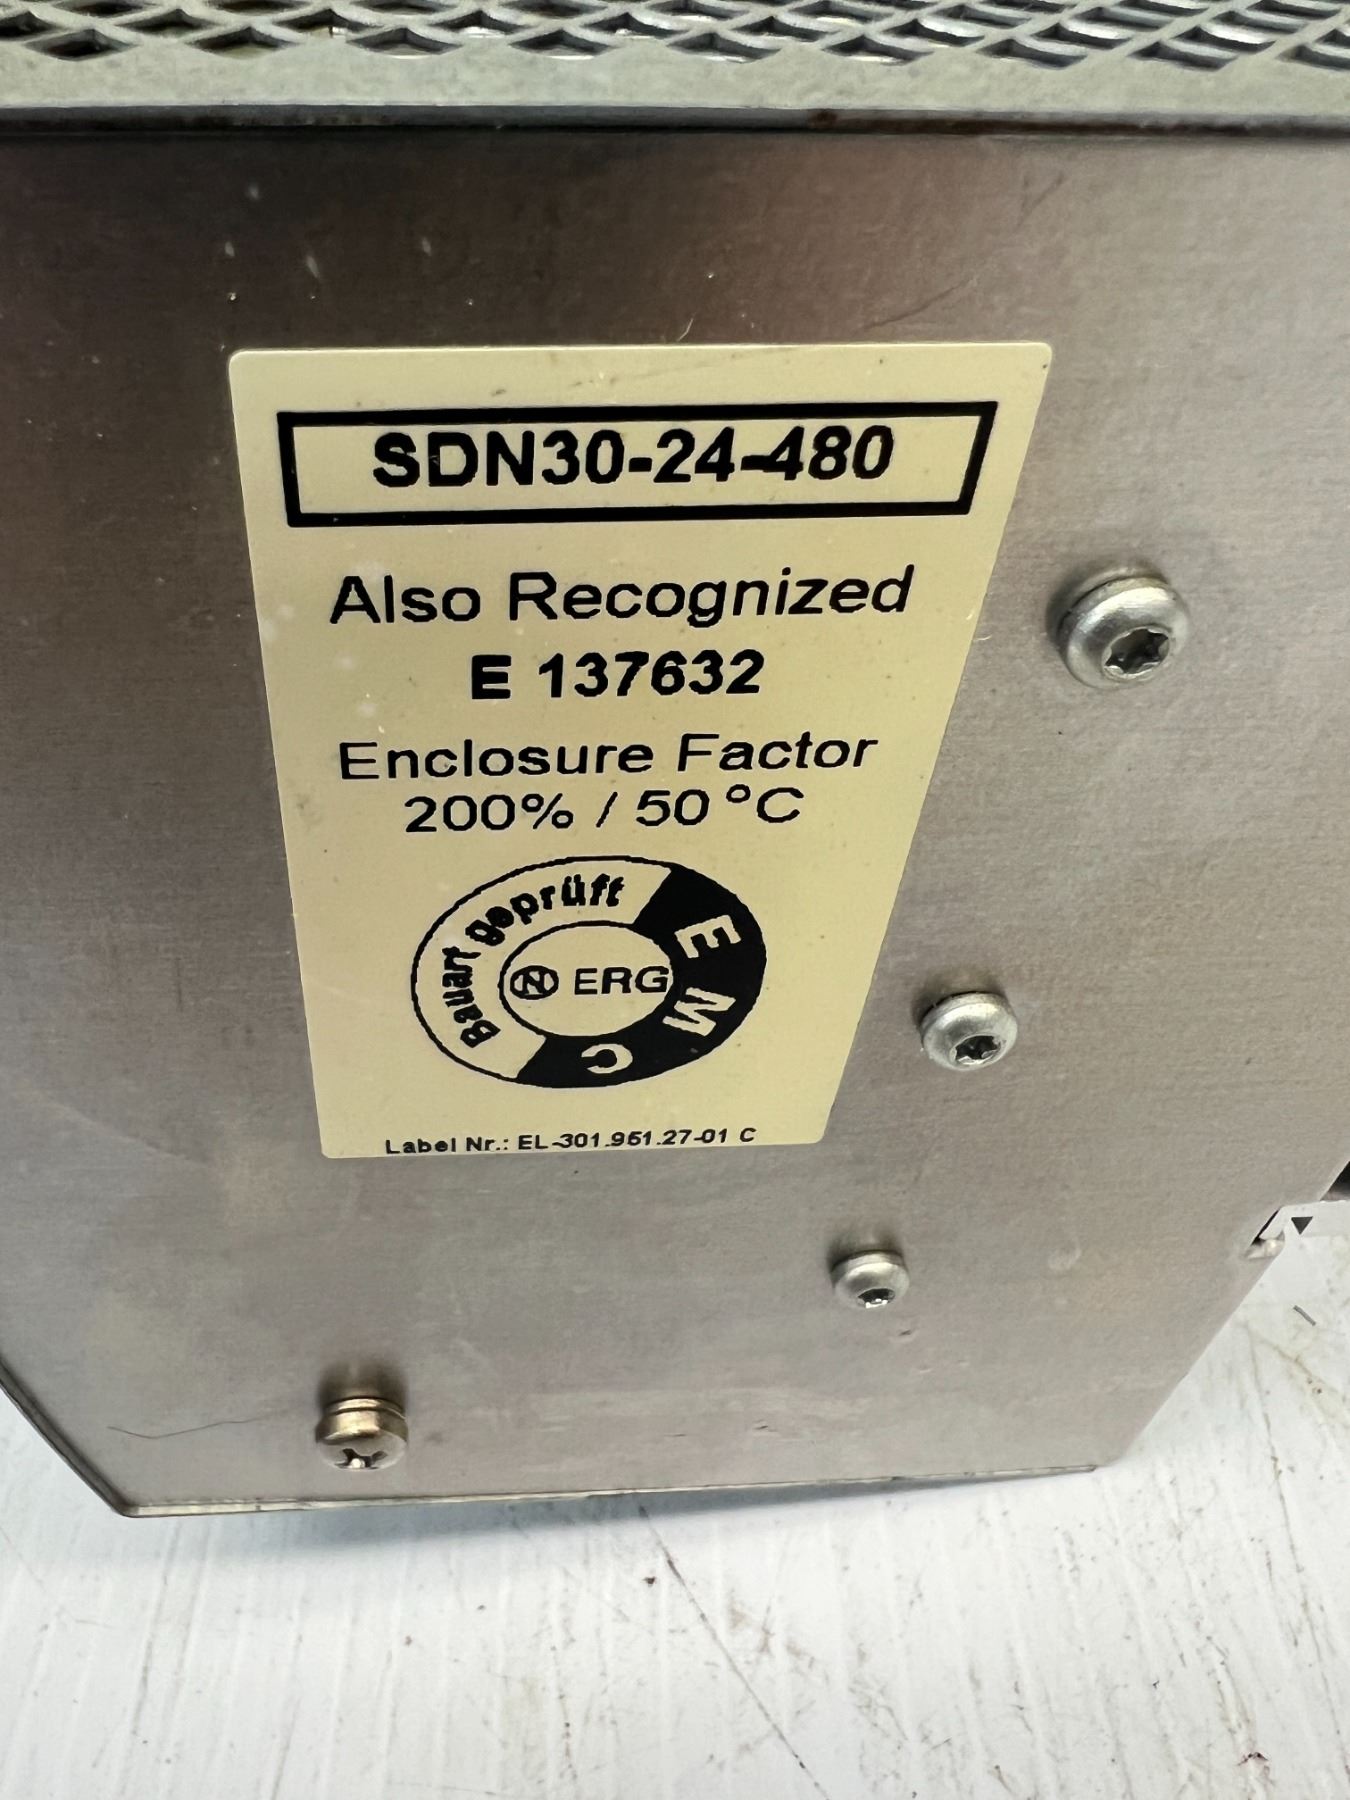 SDN30-24-480
Also Recognized
E 137632
Enclosure Factor
200% / 50 °C
Bauart geprüft
EMC
N ERG
Label Nr.: EL-301.951.27-01 C